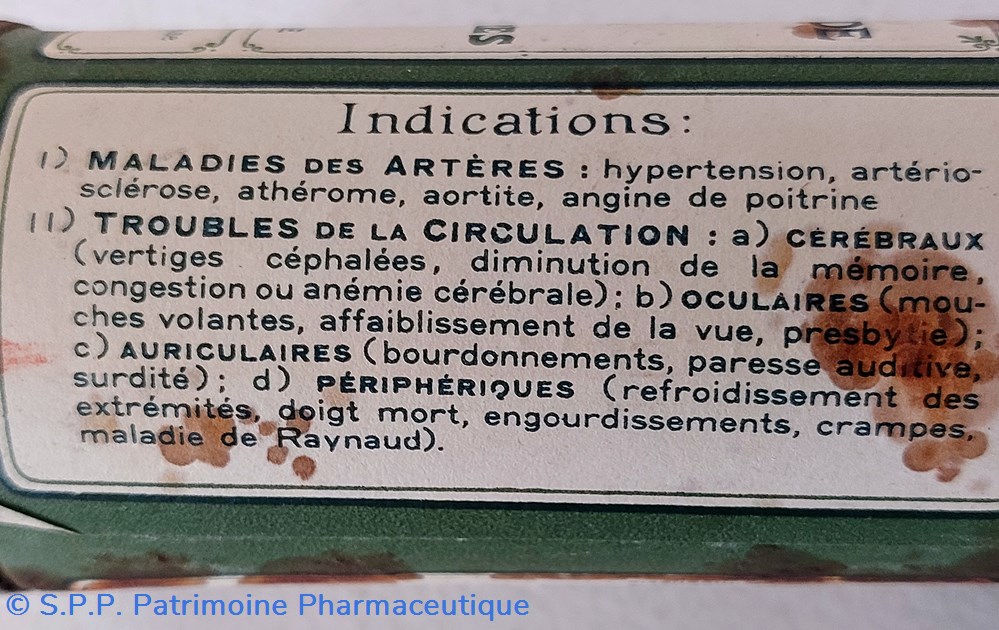 ES
DE
Indications:
I) MALADIES DES ARTÈRES : hypertension, artério-
sclérose, athérome, aortite, angine de poitrine
II) TROUBLES DE LA CIRCULATION : a) CÉRÉBRAUX
(vertiges céphalées, diminution de la mémoire,
congestion ou anémie cérébrale); b) OCULAIRES (mou-
ches volantes, affaiblissement de la vue, presbytie);
c) AURICULAIRES (bourdonnements, paresse auditive,
surdité); d) PÉRIPHÉRIQUES (refroidissement des
extrémités, doigt mort, engourdissements, crampes,
maladie de Raynaud).
© S.P.P. Patrimoine Pharmaceutique